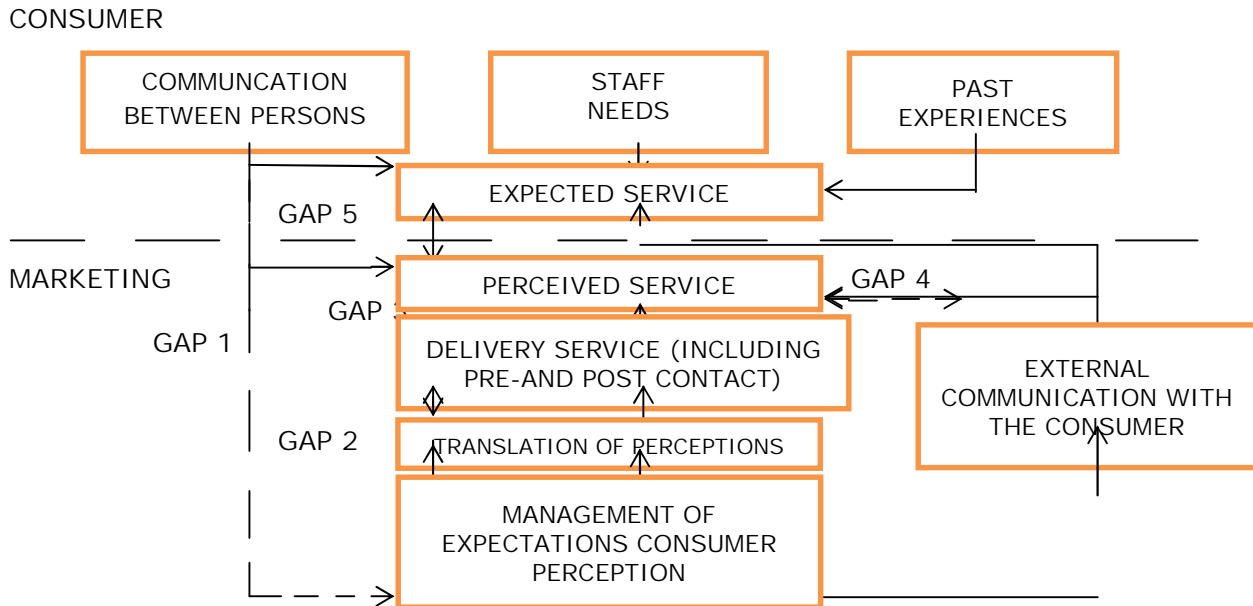 CONSUMER
COMMUNCATION
BETWEEN PERSONS
STAFF
NEEDS
PAST
EXPERIENCES
EXPECTED SERVICE
GAP 5
MARKETING
PERCEIVED SERVICE
GAP 4
GAP
GAP 1
DELIVERY SERVICE (INCLUDING
PRE-AND POST CONTACT)
EXTERNAL
COMMUNICATION WITH
THE CONSUMER
GAP 2
TRANSLATION OF PERCEPTIONS
MANAGEMENT OF
EXPECTATIONS CONSUMER
PERCEPTION